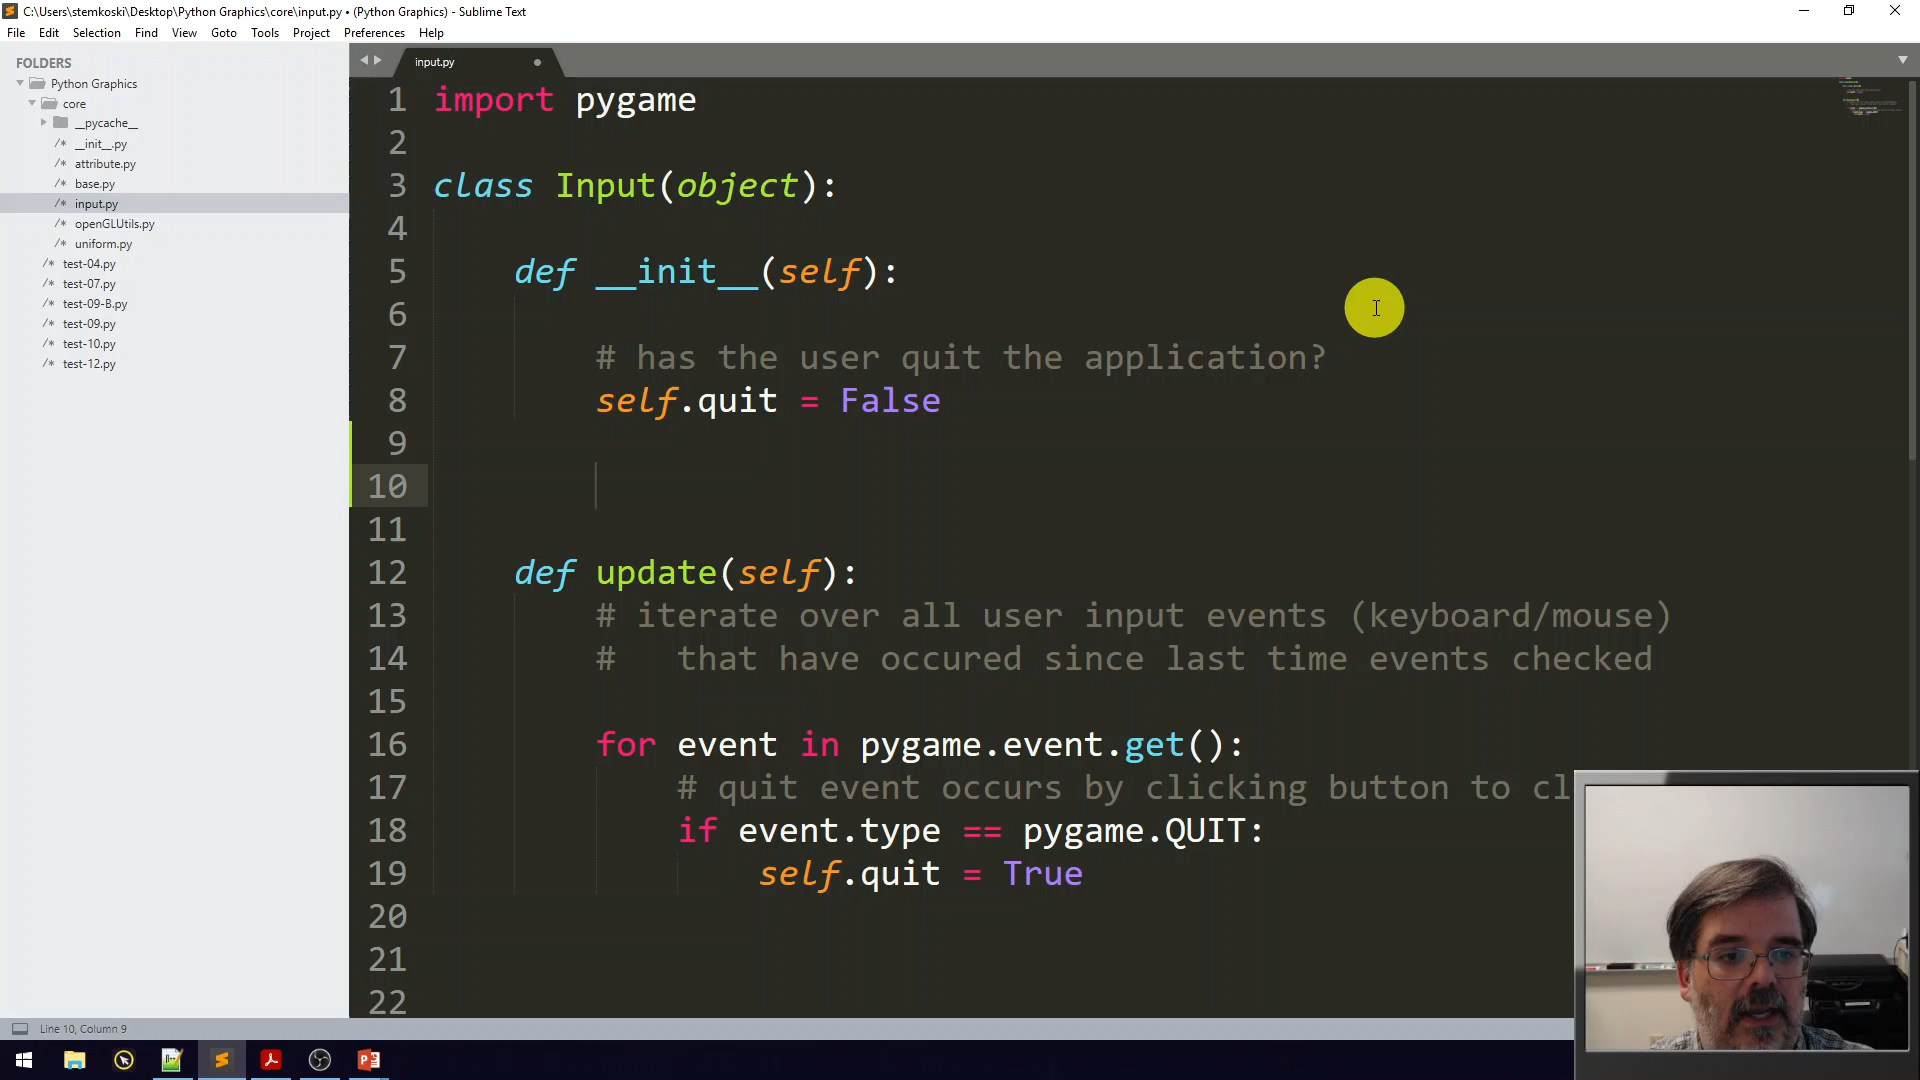 C:\Users\stemkoski\Desktop\Python Graphics\core\input.py • (Python Graphics) - Sublime Text
File Edit Selection Find View Goto Tools Project Preferences Help
FOLDERS
Python Graphics
core
__pycache__
/* __init__.py
/* attribute.py
/* base.py
/* input.py
/* openGLUtils.py
/* uniform.py
/* test-04.py
/* test-07.py
/* test-09-B.py
/* test-09.py
/* test-10.py
/* test-12.py
input.py
1 import pygame
2
3 class Input(object):
4
5 def __init__(self):
6
7 # has the user quit the application?
8 self.quit = False
9
10
11
12 def update(self):
13 # iterate over all user input events (keyboard/mouse)
14 #   that have occured since last time events checked
15
16 for event in pygame.event.get():
17 # quit event occurs by clicking button to cl
18 if event.type == pygame.QUIT:
19 self.quit = True
20
21
22
Line 10, Column 9